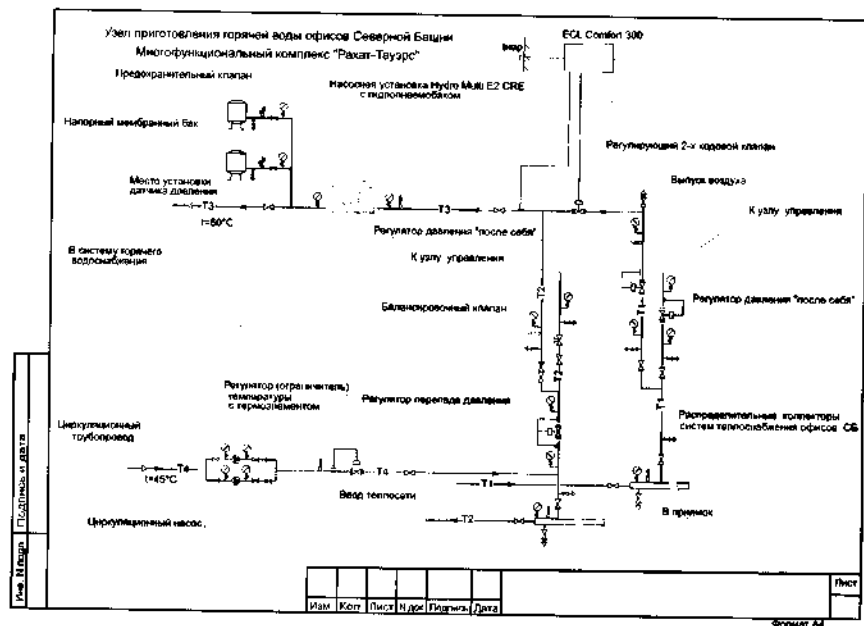 Узел приготовления горячей воды офисов Северной Башни
Многофункциональный комплекс "Рахат-Тауэрс"
ECL Comfort 300
tнар
Предохранительный клапан
Насосная установка Hydro Multi E2 CRE
с гидропневмобаком
Напорный мембранный бак
Регулирующий 2-х ходовой клапан
Место установки
датчика давления
Выпуск воздуха
Т3
Т3
t=60°C
К узлу управления
Регулятор давления "после себя"
В систему горячего
водоснабжения
К узлу управления
Т2
Т1
Балансировочный клапан
Регулятор давления "после себя"
Т2
Регулятор (ограничитель)
температуры
с термоэлементом
Регулятор перепада давления
Т1
Распределительные коллекторы
систем теплоснабжения офисов СБ
Циркуляционный
трубопровод
Т4
t=45°C
Т4
Т1
Ввод теплосети
В приямок
Циркуляционный насос
Т2
Подпись и дата
Инв. N подл
Изм
Кол
Лист
N док
Подпись
Дата
Лист
Формат А4